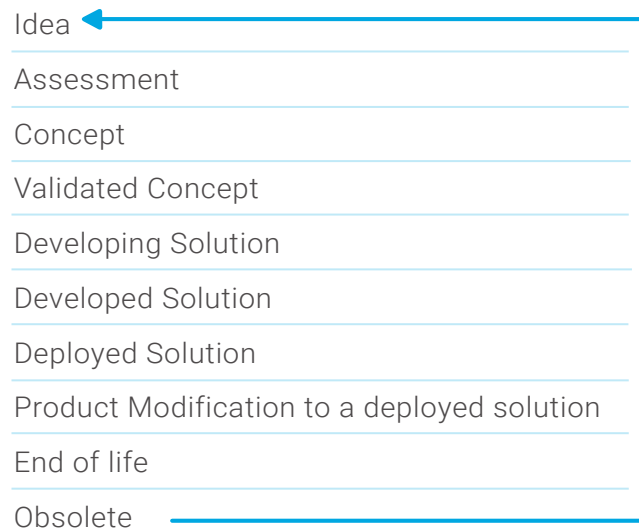 Idea
Assessment
Concept
Validated Concept
Developing Solution
Developed Solution
Deployed Solution
Product Modification to a deployed solution
End of life
Obsolete